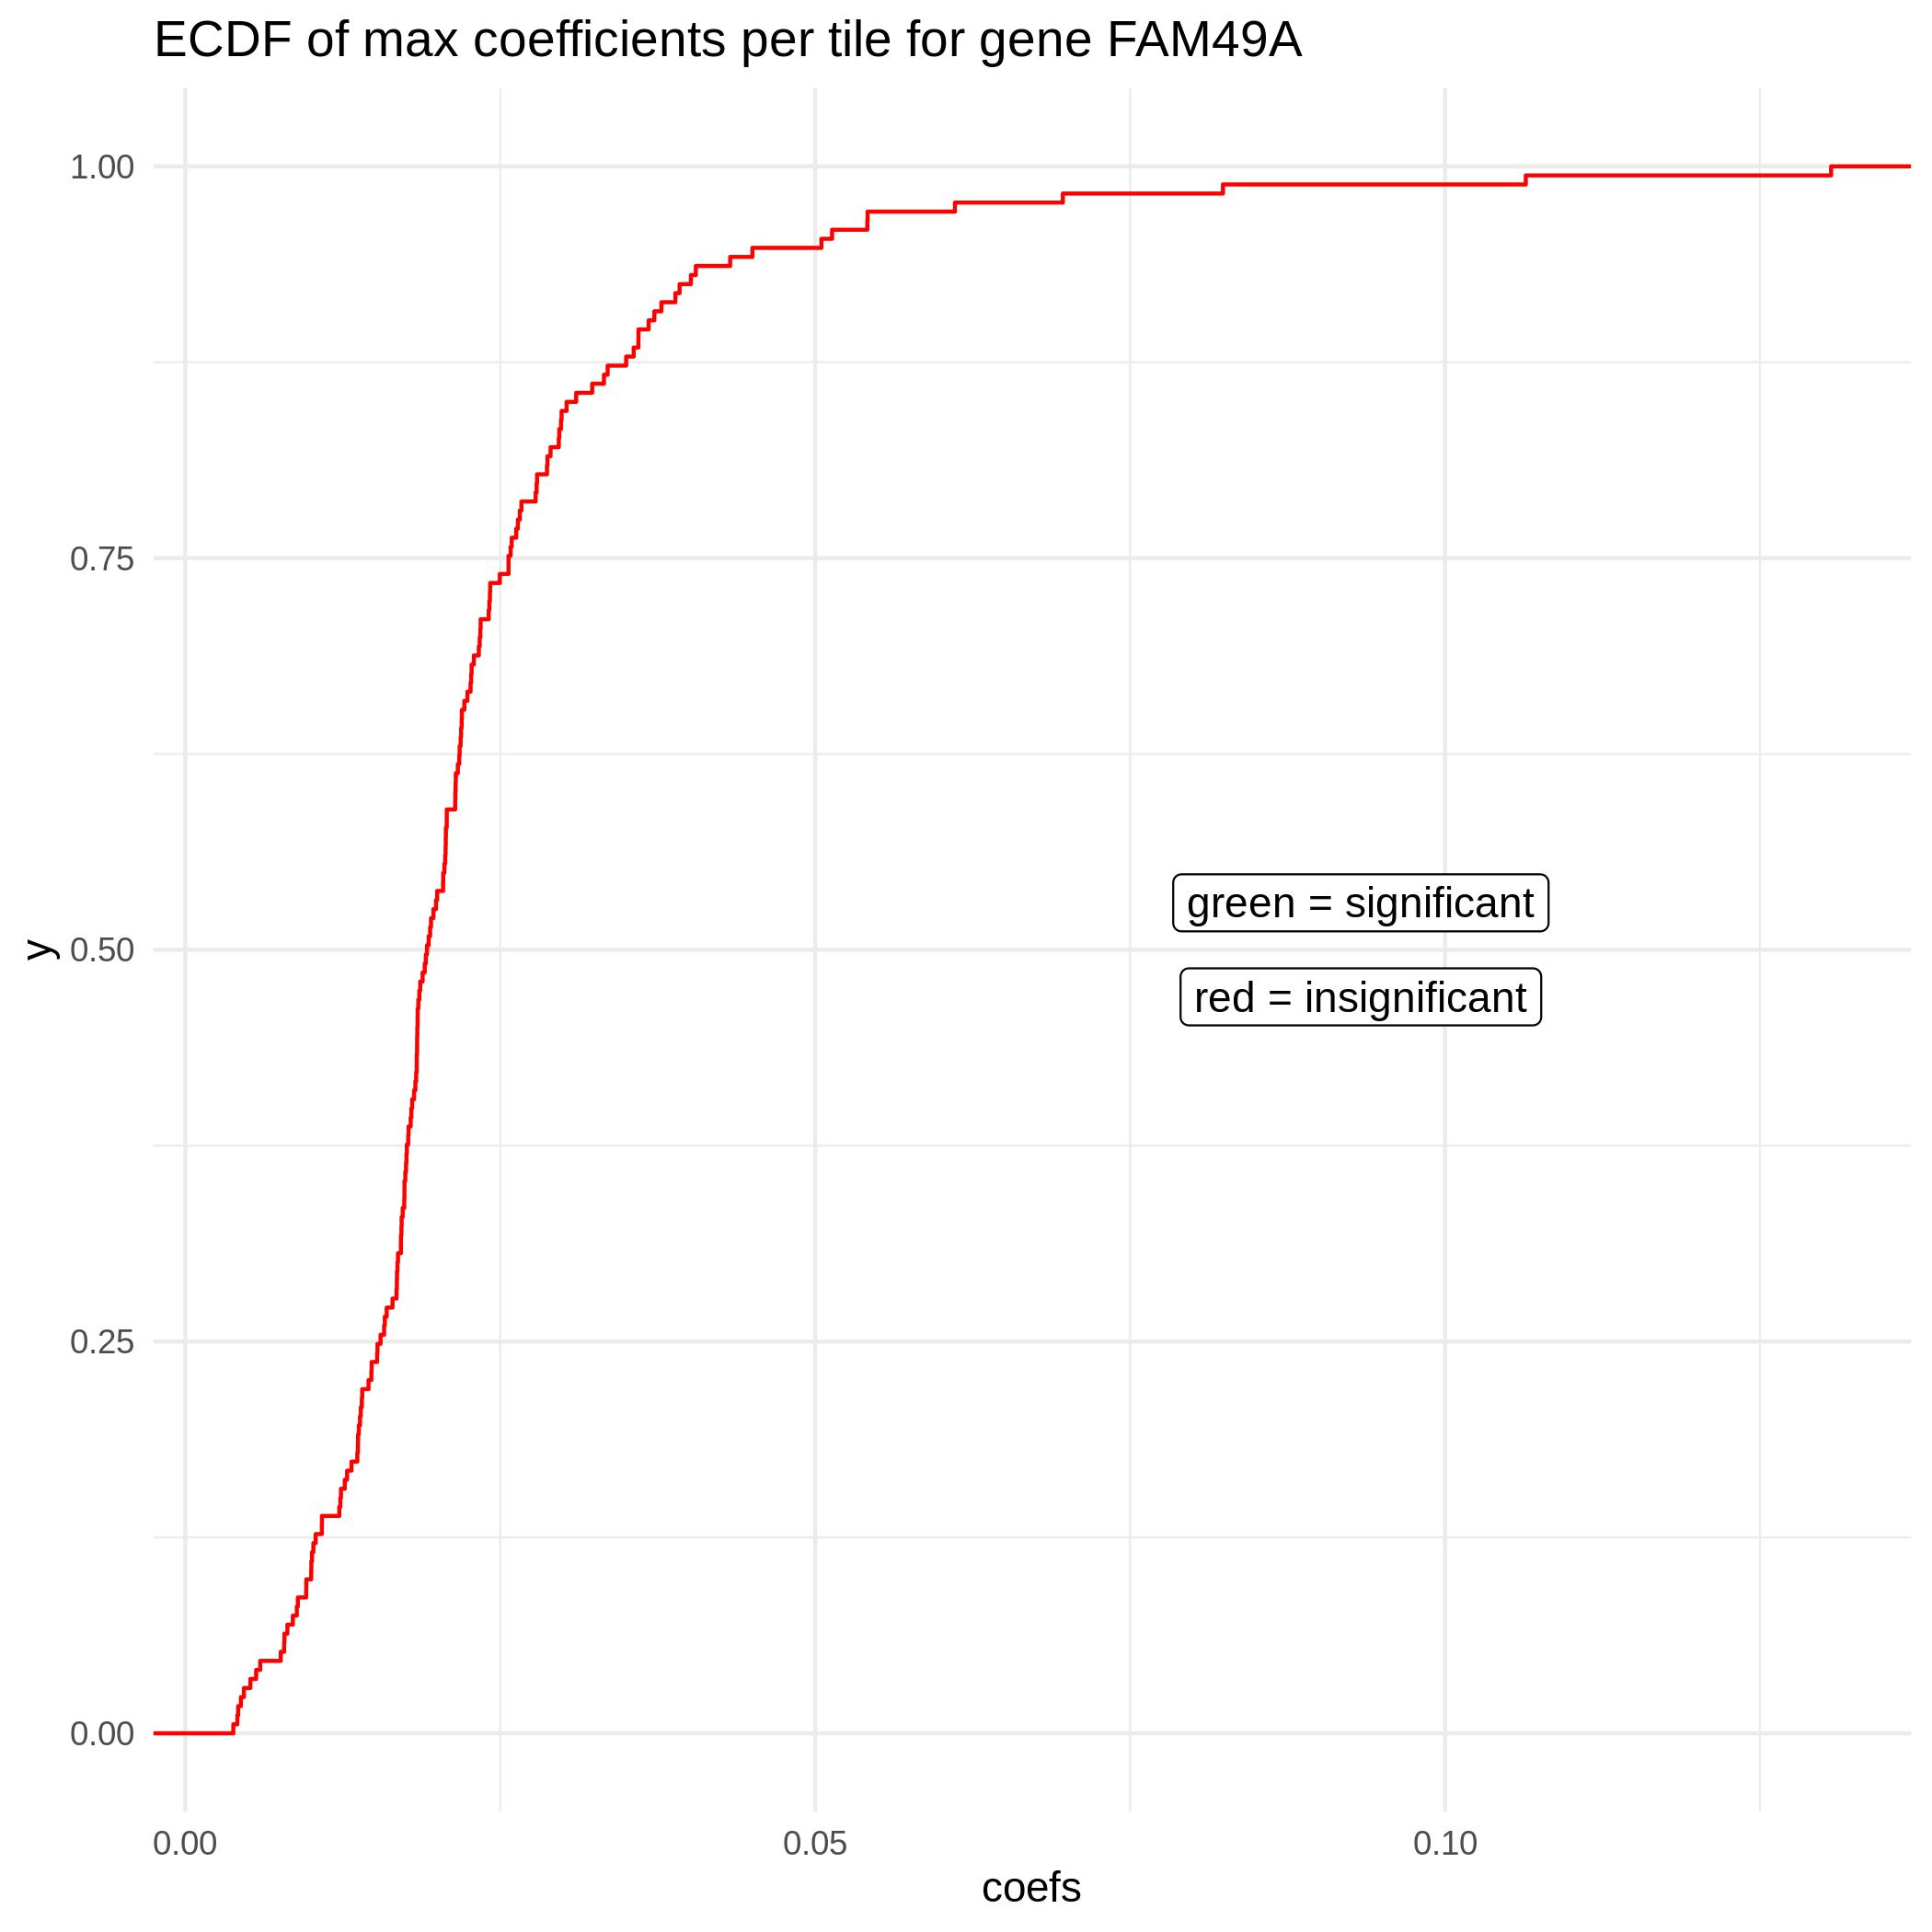 ECDF of max coefficients per tile for gene FAM49A
1.00
0.75
green = significant
y
0.50
red = insignificant
0.25
0.00
0.00 0.05 0.10
coefs